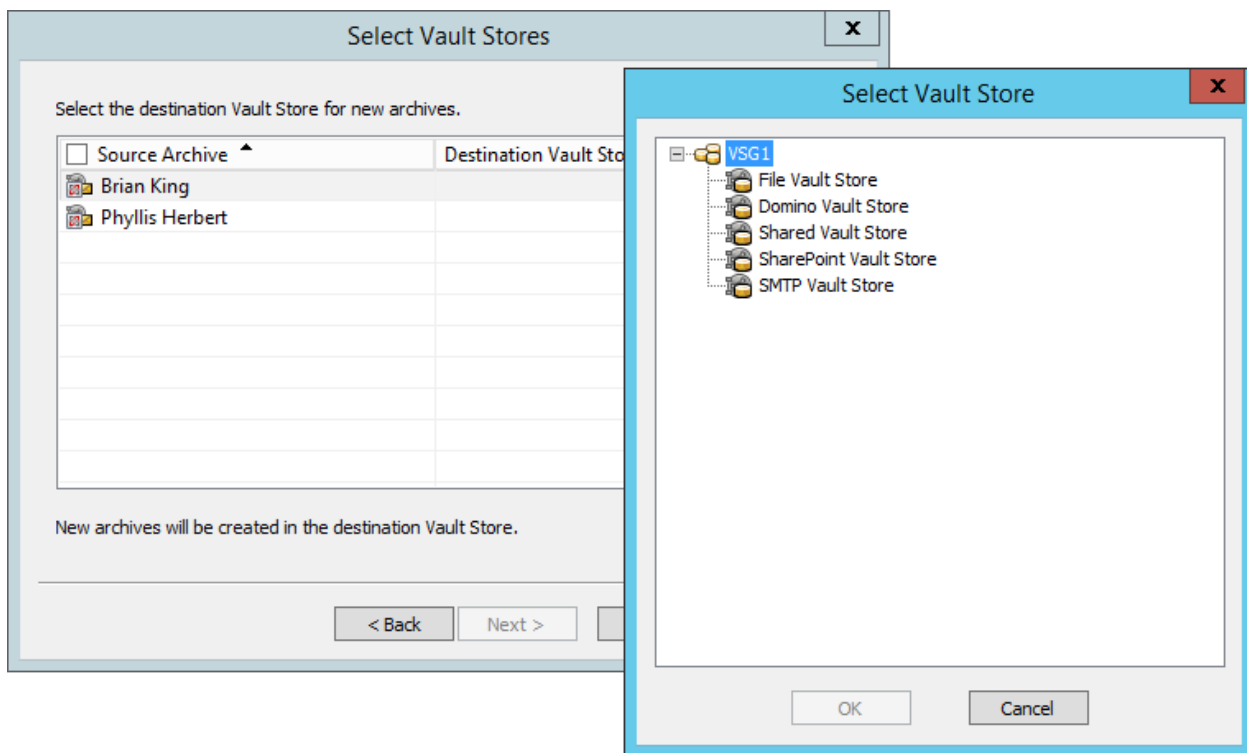 Select Vault Stores
x
Select the destination Vault Store for new archives.
Source Archive
Destination Vault Sto
Brian King
Phyllis Herbert
New archives will be created in the destination Vault Store.
< Back
Next >
Select Vault Store
x
VSG1
File Vault Store
Domino Vault Store
Shared Vault Store
SharePoint Vault Store
SMTP Vault Store
OK
Cancel